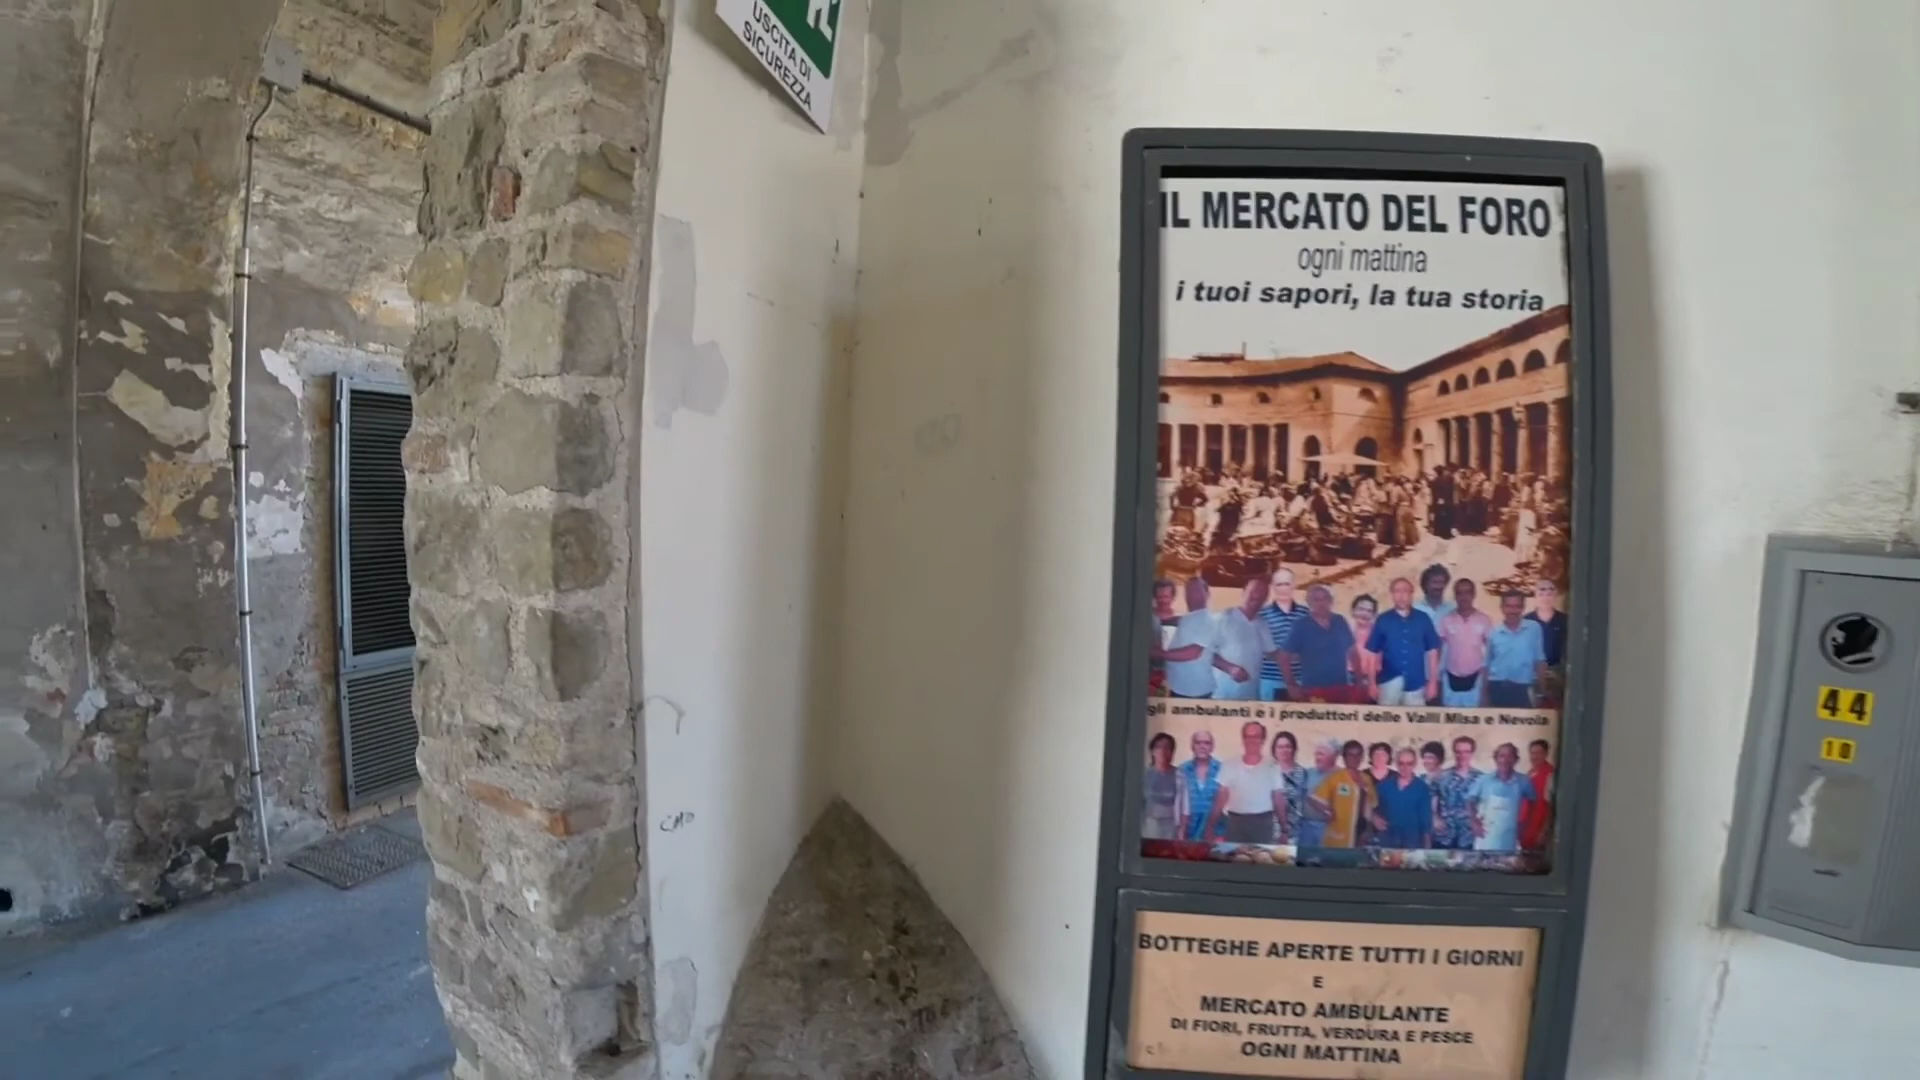 USCITA DI
SICUREZZA
IL MERCATO DEL FORO
ogni mattina
i tuoi sapori, la tua storia
gli ambulanti e i produttori delle Valli Misa e Nevola
BOTTEGHE APERTE TUTTI I GIORNI
E
MERCATO AMBULANTE
DI FIORI, FRUTTA, VERDURA E PESCE
OGNI MATTINA
44
10